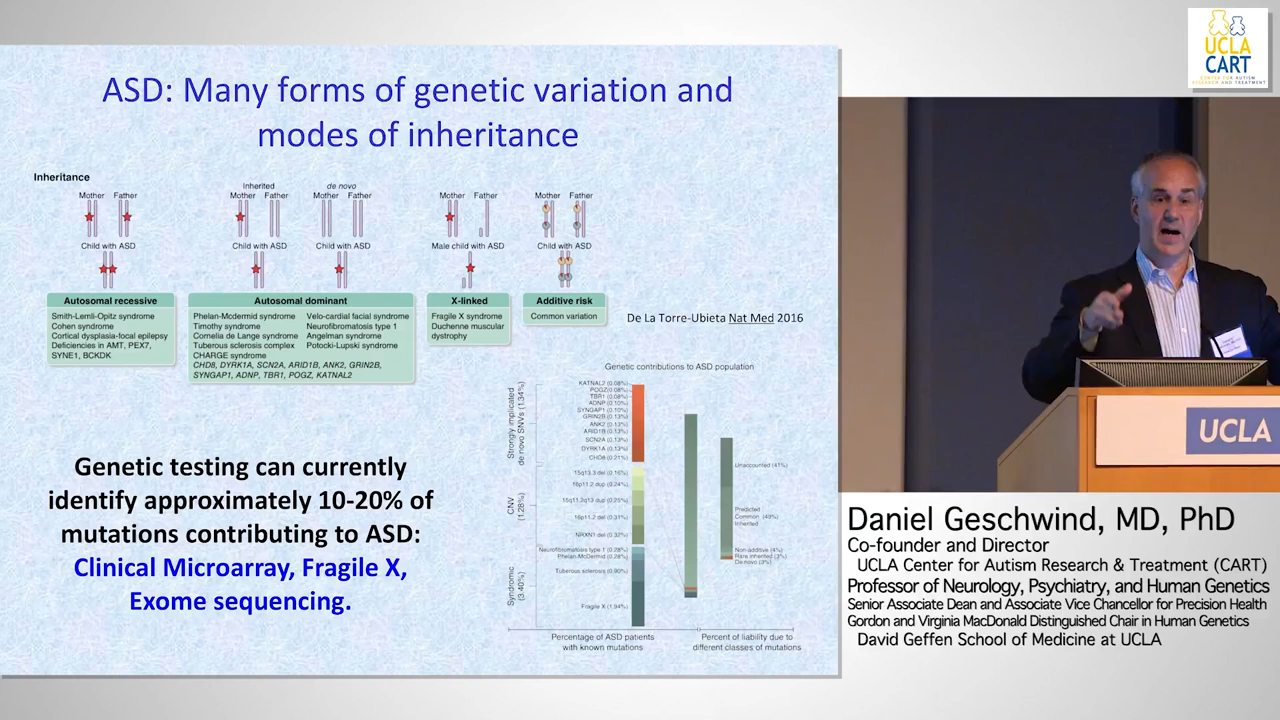 UCLA
CART
CENTER FOR AUTISM
RESEARCH AND TREATMENT
ASD: Many forms of genetic variation and
modes of inheritance
Inheritance
Mother Father
Child with ASD
Autosomal recessive
Smith-Lemli-Opitz syndrome
Cohen syndrome
Cortical dysplasia-focal epilepsy
Deficiencies in AMT, PEX7,
SYNE1, BCKDK
Inherited
Mother Father
de novo
Mother Father
Child with ASD
Child with ASD
Autosomal dominant
Phelan-Mcdermid syndrome
Timothy syndrome
Cornelia de Lange syndrome
Tuberous sclerosis complex
CHARGE syndrome
Velo-cardial facial syndrome
Neurofibromatosis type 1
Angelman syndrome
Potocki-Lupski syndrome
CHD8, DYRK1A, SCN2A, ARID1B, ANK2, GRIN2B,
SYNGAP1, ADNP, TBR1, POGZ, KATNAL2
Mother Father
Male child with ASD
X-linked
Fragile X syndrome
Duchenne muscular
dystrophy
Mother Father
Child with ASD
Additive risk
Common variation
De La Torre-Ubieta Nat Med 2016
Genetic testing can currently
identify approximately 10-20% of
mutations contributing to ASD:
Clinical Microarray, Fragile X,
Exome sequencing.
Genetic contributions to ASD population
Strongly implicated
de novo SNVs (1.34%)
KATNAL2 (0.08%)
POGZ (0.08%)
TBR1 (0.08%)
ADNP (0.10%)
SYNGAP1 (0.10%)
GRIN2B (0.13%)
ANK2 (0.13%)
ARID1B (0.13%)
SCN2A (0.13%)
DYRK1A (0.13%)
CHD8 (0.21%)
CNV
(1.28%)
15q13.3 del (0.16%)
16p11.2 dup (0.24%)
15q11.2q13 dup (0.25%)
16p11.2 del (0.31%)
NRXN1 del (0.32%)
Syndromic
(3.40%)
Neurofibromatosis type 1 (0.28%)
Phelan-McDermid (0.28%)
Tuberous sclerosis (0.90%)
Fragile X (1.94%)
Unaccounted (41%)
Predicted
Common (49%)
Inherited
Non-additive (4%)
Rare inherited (3%)
De novo (3%)
Percentage of ASD patients
with known mutations
Percent of liability due to
different classes of mutations
UCLA
Daniel Geschwind, MD, PhD
Co-founder and Director
UCLA Center for Autism Research & Treatment (CART)
Professor of Neurology, Psychiatry, and Human Genetics
Senior Associate Dean and Associate Vice Chancellor for Precision Health
Gordon and Virginia MacDonald Distinguished Chair in Human Genetics
David Geffen School of Medicine at UCLA